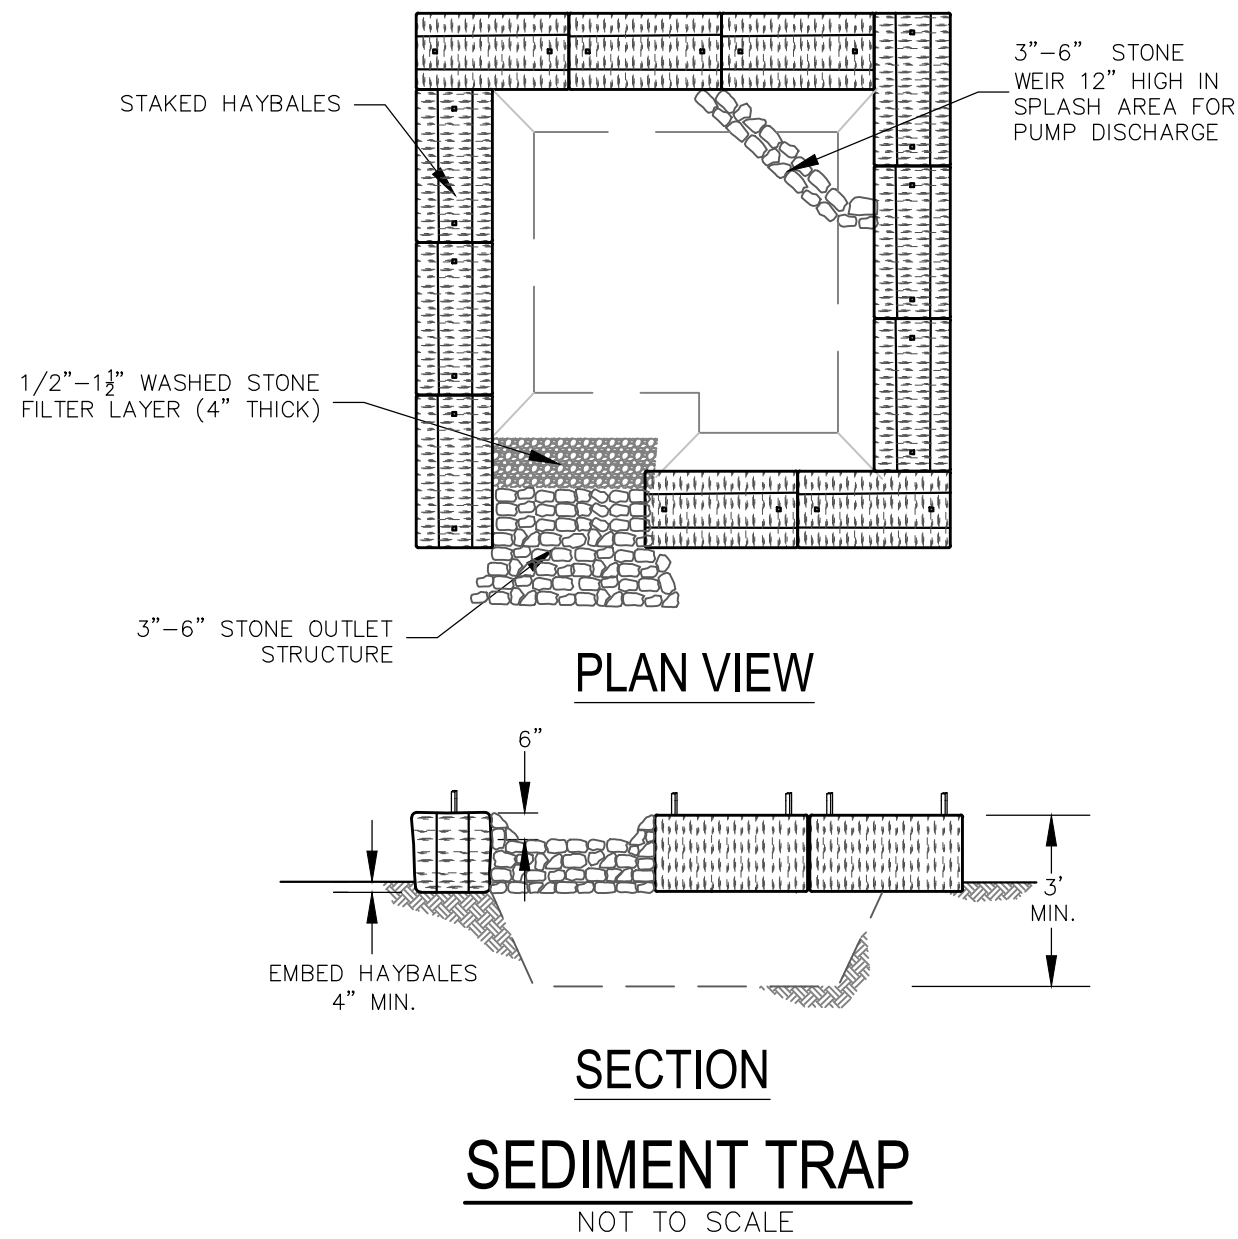 STAKED HAYBALES
3"–6" STONE
WEIR 12" HIGH IN
SPLASH AREA FOR
PUMP DISCHARGE
1/2"–1½" WASHED STONE
FILTER LAYER (4" THICK)
3"–6" STONE OUTLET
STRUCTURE
PLAN VIEW
6"
3'
MIN.
EMBED HAYBALES
4" MIN.
SECTION
SEDIMENT TRAP
NOT TO SCALE